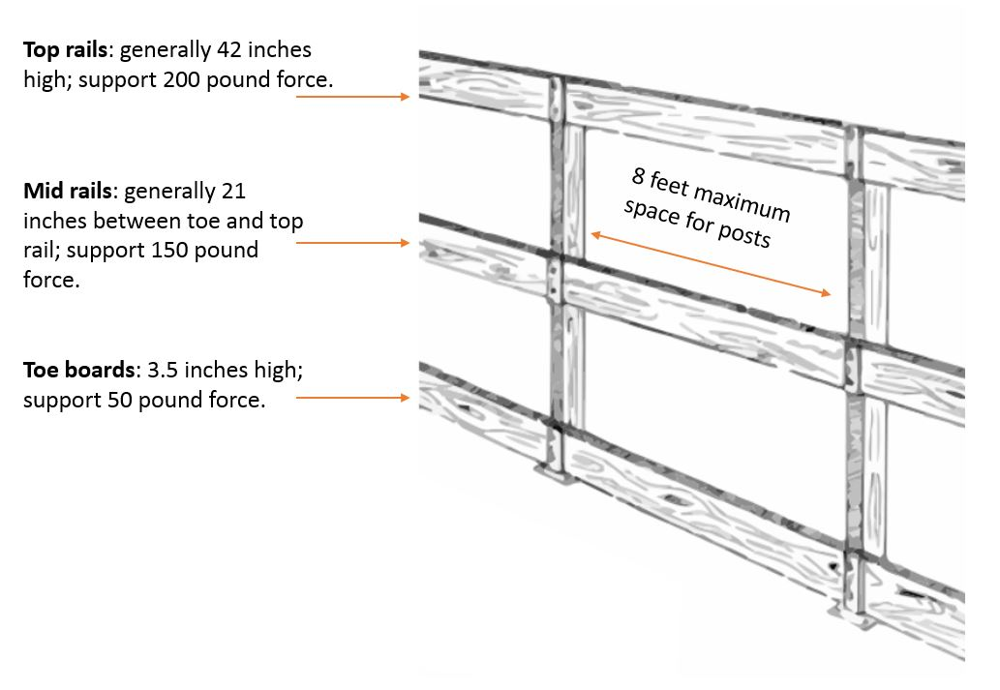 Top rails: generally 42 inches
high; support 200 pound force.
Mid rails: generally 21
inches between toe and top
rail; support 150 pound
force.
Toe boards: 3.5 inches high;
support 50 pound force.
8 feet maximum
space for posts